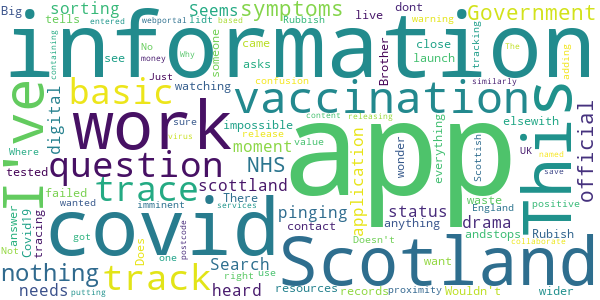 Big
sorting
Seems
symptoms
Rubbish
live
dont
entered
webportal
lidt
based
warning
Government
tells
No
came
Brother
tracking
The
containing
money
Why
Just
see
someone
asks
close
launch
adding
information
basic
digital
watching
confusion
similarly
virus
sure
impossible
content
releasing
vaccination
elsewith
I've
work
app
This
official
Where
tested
release
value
moment
wonder
everything
Scottish
UK
named
save
question
NHS
application
failed
wanted
imminent
trace
scottland
There
services
waste
England
positive
answer
Covid19
tracing
Does
pinging
status
drama
Rubish
Not
covid
contact
anything
andstops
collaborate
got
one
postcode
Search
right
use
Doesn't
want
Scotland
nothing
track
heard
resources
records
proximity
Wouldn't
needs
putting
wider